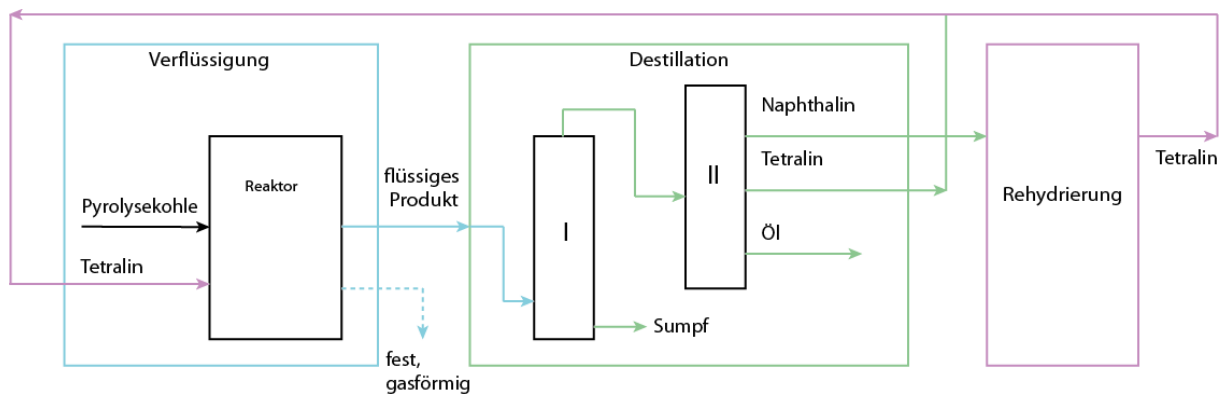 Verflüssigung
Destillation
Reaktor
Pyrolysekohle
Tetralin
flüssiges
Produkt
fest,
gasförmig
I
Sumpf
II
Naphthalin
Tetralin
Öl
Rehydrierung
Tetralin